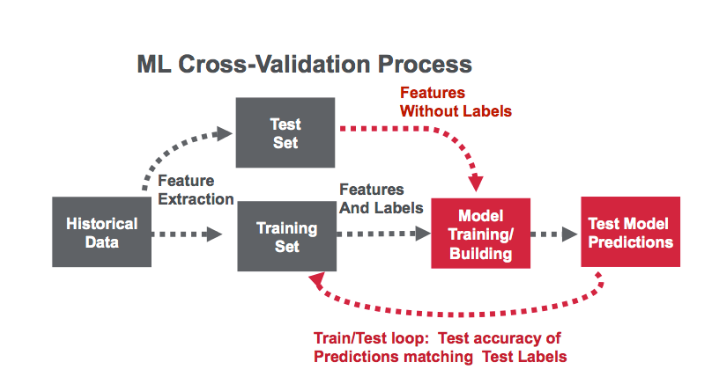 ML Cross-Validation Process
Features
Without Labels
Test
Set
Feature
Extraction
Features
And Labels
Historical
Data
Training
Set
Model
Training/
Building
Test Model
Predictions
Train/Test loop: Test accuracy of
Predictions matching Test Labels